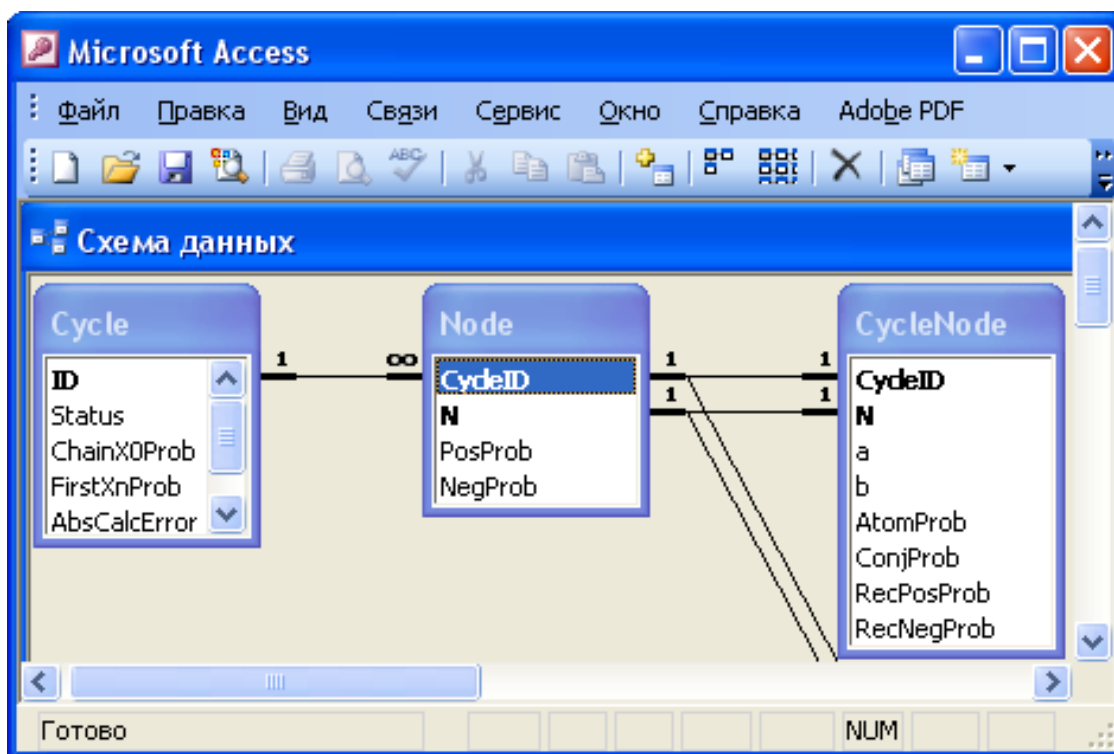 Microsoft Access
Файл Правка Вид Связи Сервис Окно Справка Adobe PDF
ABC
Схема данных
Cycle
ID
Status
ChainX0Prob
FirstXnProb
AbsCalcError
1 ∞
Node
CycleID
N
PosProb
NegProb
1 1
1 1
CycleNode
CycleID
N
a
b
AtomProb
ConjProb
RecPosProb
RecNegProb
Готово NUM